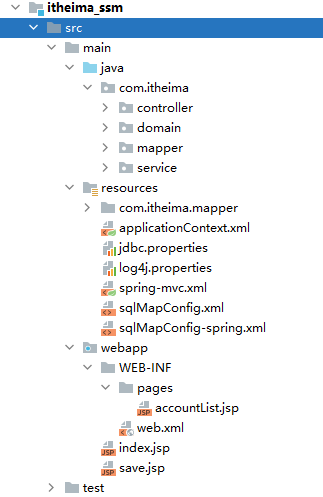 itheima_ssm
src
main
java
com.itheima
controller
domain
mapper
service
resources
com.itheima.mapper
applicationContext.xml
jdbc.properties
log4j.properties
spring-mvc.xml
sqlMapConfig.xml
sqlMapConfig-spring.xml
webapp
WEB-INF
pages
accountList.jsp
web.xml
index.jsp
save.jsp
test